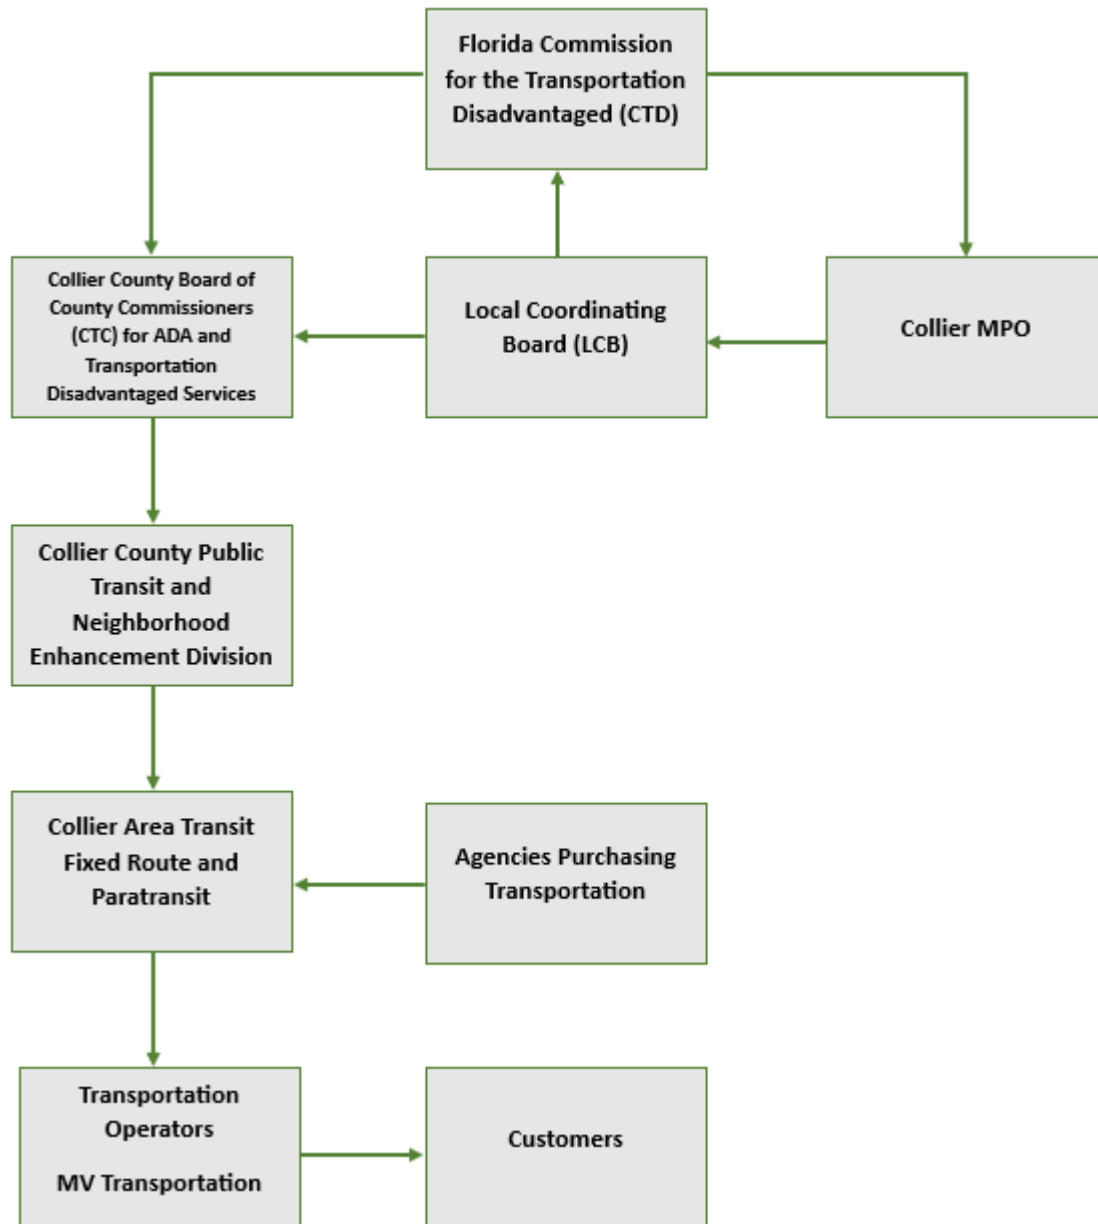 Florida Commission
for the Transportation
Disadvantaged (CTD)
Collier County Board of
County Commissioners
(CTC) for ADA and
Transportation
Disadvantaged Services
Local Coordinating
Board (LCB)
Collier MPO
Collier County Public
Transit and
Neighborhood
Enhancement Division
Collier Area Transit
Fixed Route and
Paratransit
Agencies Purchasing
Transportation
Transportation
Operators
MV Transportation
Customers